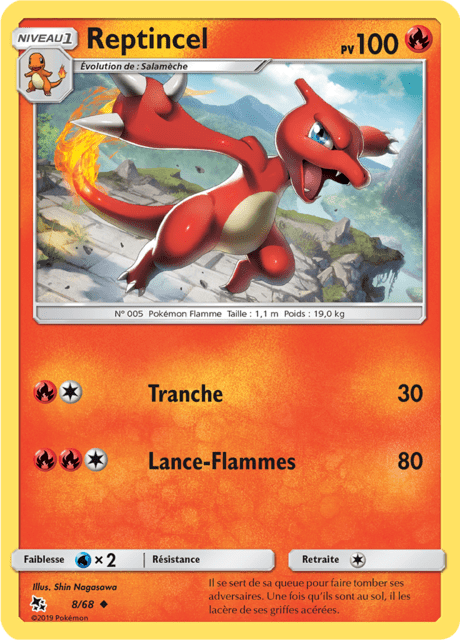 NIVEAU 1
Reptincel
PV 100
Évolution de : Salamèche
N° 005 Pokémon Flamme Taille : 1,1 m Poids : 19,0 kg
Tranche 30
Lance-Flammes 80
Faiblesse × 2 Résistance Retraite
Illus. Shin Nagasawa
8/68
©2019 Pokémon
Il se sert de sa queue pour faire tomber ses
adversaires. Une fois qu'ils sont au sol, il les
lacère de ses griffes acérées.